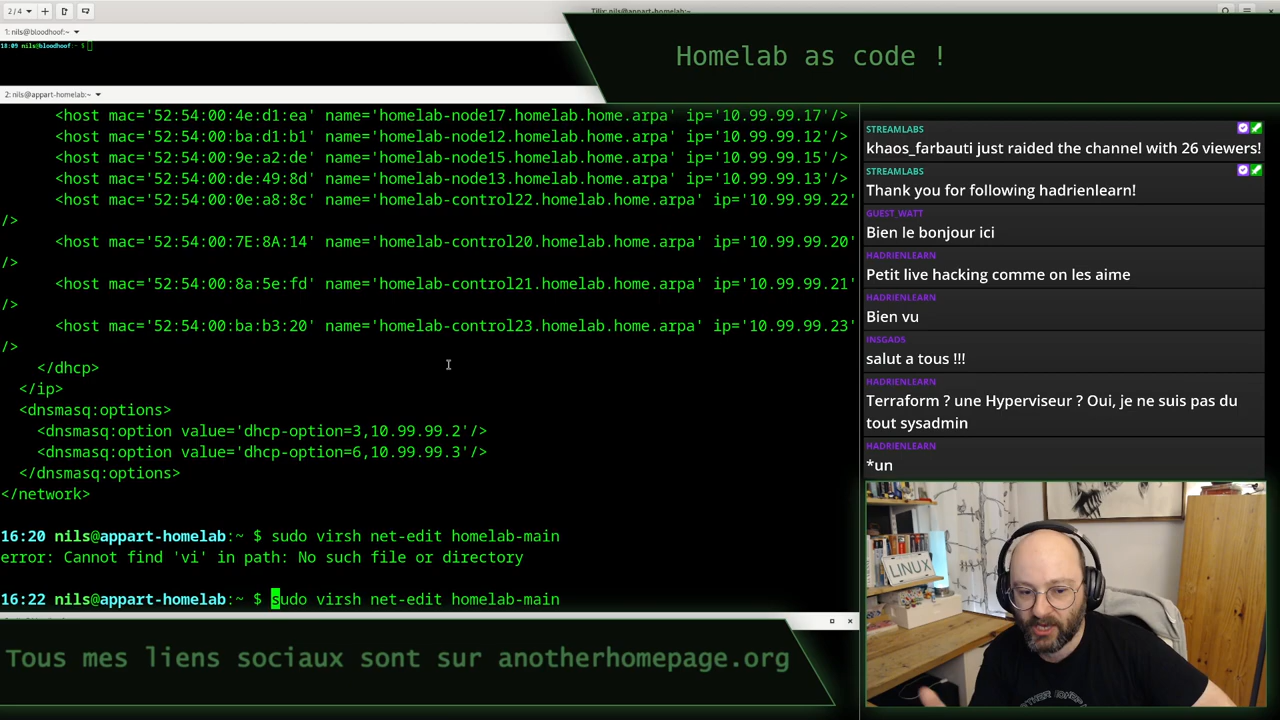 2 / 4
Tilix: nils@appart-homelab:~
1: nils@bloodhoof:~
18:09 nils@bloodhoof:~ $
Homelab as code !
2: nils@appart-homelab:~
<host mac='52:54:00:4e:d1:ea' name='homelab-node17.homelab.home.arpa' ip='10.99.99.17'/>
<host mac='52:54:00:ba:d1:b1' name='homelab-node12.homelab.home.arpa' ip='10.99.99.12'/>
<host mac='52:54:00:9e:a2:de' name='homelab-node15.homelab.home.arpa' ip='10.99.99.15'/>
<host mac='52:54:00:de:49:8d' name='homelab-node13.homelab.home.arpa' ip='10.99.99.13'/>
<host mac='52:54:00:0e:a8:8c' name='homelab-control22.homelab.home.arpa' ip='10.99.99.22'
/>
<host mac='52:54:00:7E:8A:14' name='homelab-control20.homelab.home.arpa' ip='10.99.99.20'
/>
<host mac='52:54:00:8a:5e:fd' name='homelab-control21.homelab.home.arpa' ip='10.99.99.21'
/>
<host mac='52:54:00:ba:b3:20' name='homelab-control23.homelab.home.arpa' ip='10.99.99.23'
/>
</dhcp>
</ip>
<dnsmasq:options>
<dnsmasq:option value='dhcp-option=3,10.99.99.2'/>
<dnsmasq:option value='dhcp-option=6,10.99.99.3'/>
</dnsmasq:options>
</network>
16:20 nils@appart-homelab:~ $ sudo virsh net-edit homelab-main
error: Cannot find 'vi' in path: No such file or directory
16:22 nils@appart-homelab:~ $ sudo virsh net-edit homelab-main
Tous mes liens sociaux sont sur anotherhomepage.org
STREAMLABS
khaos_farbauti just raided the channel with 26 viewers!
STREAMLABS
Thank you for following hadrienlearn!
GUEST_WATT
Bien le bonjour ici
HADRIENLEARN
Petit live hacking comme on les aime
HADRIENLEARN
Bien vu
INSGAD5
salut a tous !!!
HADRIENLEARN
Terraform ? une Hyperviseur ? Oui, je ne suis pas du
tout sysadmin
HADRIENLEARN
*un
LINUX